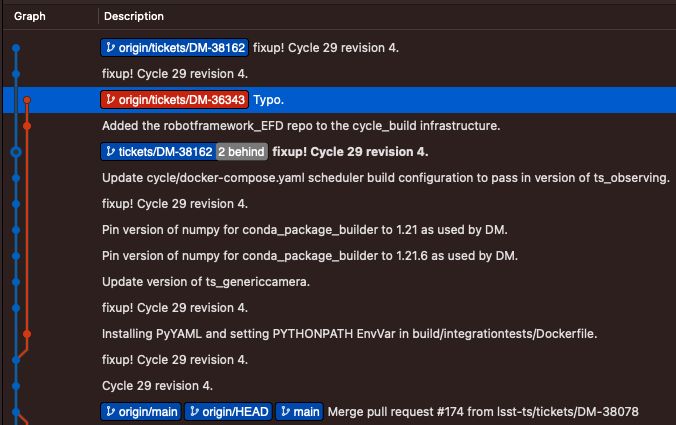 Graph Description
origin/tickets/DM-38162 fixup! Cycle 29 revision 4.
fixup! Cycle 29 revision 4.
origin/tickets/DM-36343 Typo.
Added the robotframework_EFD repo to the cycle_build infrastructure.
tickets/DM-38162 2 behind fixup! Cycle 29 revision 4.
Update cycle/docker-compose.yaml scheduler build configuration to pass in version of ts_observing.
fixup! Cycle 29 revision 4.
Pin version of numpy for conda_package_builder to 1.21 as used by DM.
Pin version of numpy for conda_package_builder to 1.21.6 as used by DM.
Update version of ts_genericcamera.
fixup! Cycle 29 revision 4.
Installing PyYAML and setting PYTHONPATH EnvVar in build/integrationtests/Dockerfile.
fixup! Cycle 29 revision 4.
Cycle 29 revision 4.
origin/main origin/HEAD main Merge pull request #174 from lsst-ts/tickets/DM-38078